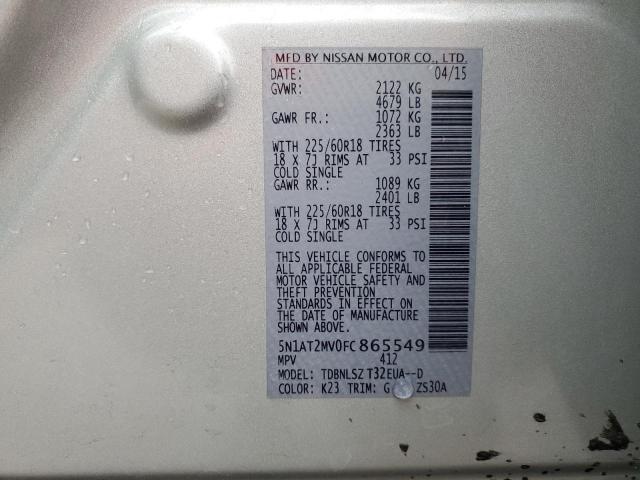 MFD BY NISSAN MOTOR CO., LTD.
DATE: 04/15
GVWR: 2122 KG
4679 LB
GAWR FR.: 1072 KG
2363 LB
WITH 225/60R18 TIRES
18 X 7J RIMS AT 33 PSI
COLD SINGLE
GAWR RR.: 1089 KG
2401 LB
WITH 225/60R18 TIRES
18 X 7J RIMS AT 33 PSI
COLD SINGLE
THIS VEHICLE CONFORMS TO
ALL APPLICABLE FEDERAL
MOTOR VEHICLE SAFETY AND
THEFT PREVENTION
STANDARDS IN EFFECT ON
THE DATE OF MANUFACTURE
SHOWN ABOVE.
5N1AT2MV0FC865549
MPV 412
MODEL: TDBNLSZ T32EUA--D
COLOR: K23 TRIM: G ZS30A